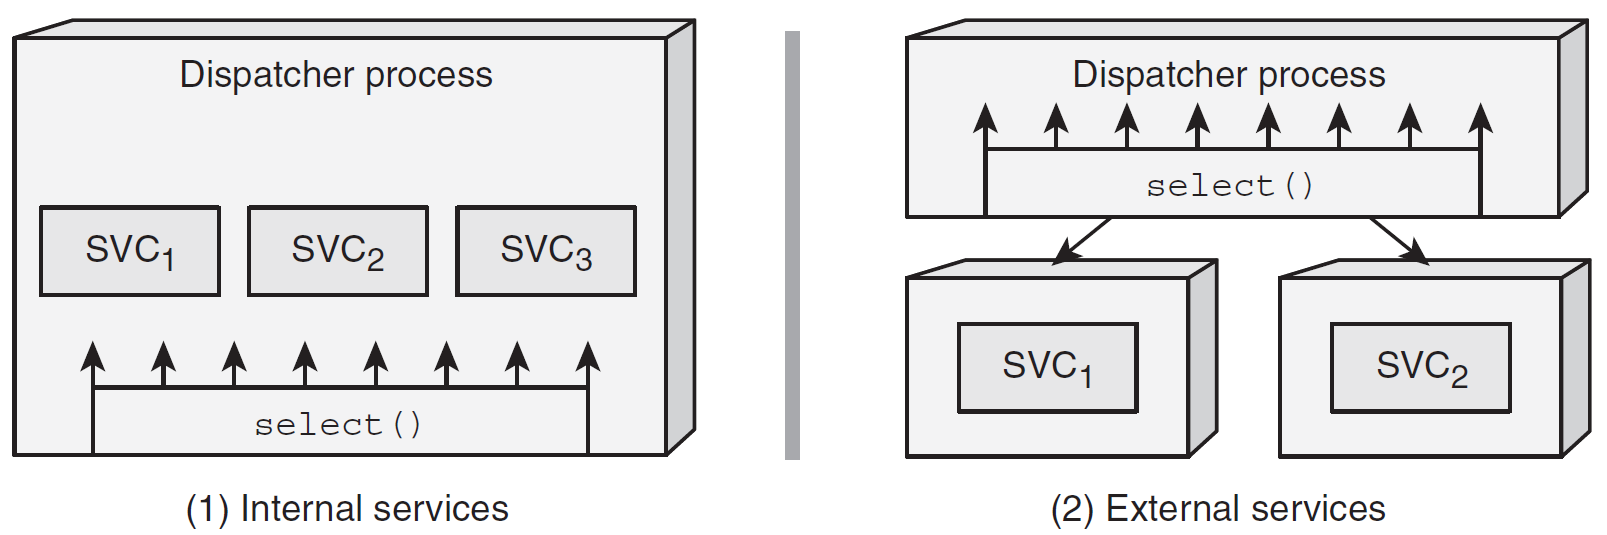 Dispatcher process
SVC1 SVC2 SVC3
select()
(1) Internal services
Dispatcher process
select()
SVC1 SVC2
(2) External services